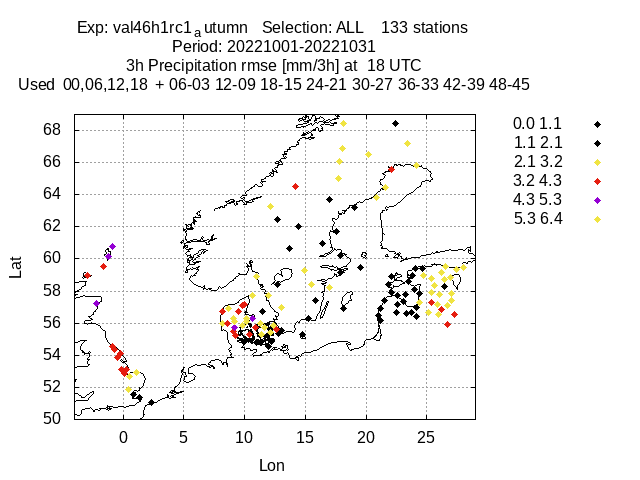 Exp: val46h1rc1 a utumn Selection: ALL 133 stations
Period: 20221001-20221031
3h Precipitation rmse [mm/3h] at 18 UTC
Used 00,06,12,18 + 06-03 12-09 18-15 24-21 30-27 36-33 42-39 48-45
0.0 1.1
1.1 2.1
2.1 3.2
3.2 4.3
4.3 5.3
5.3 6.4
68
66
64
62
60
58
56
54
52
50
Lat
0 5 10 15 20 25
Lon